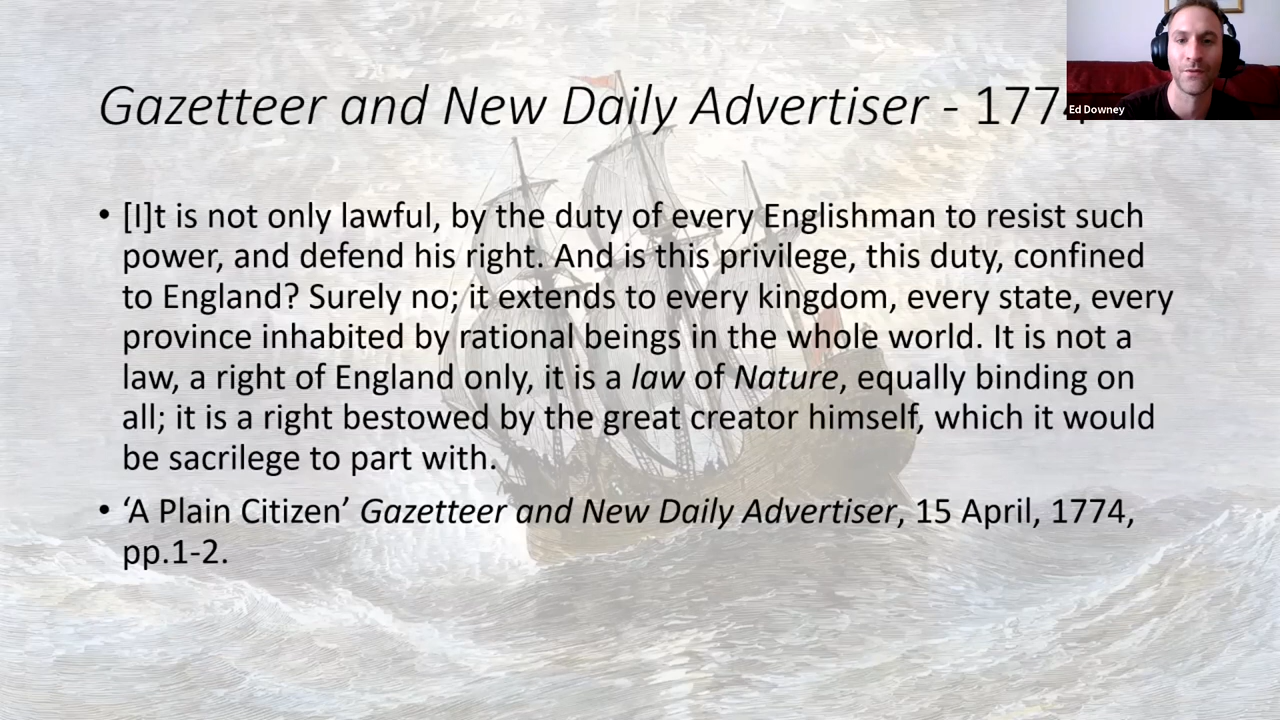 Gazetteer and New Daily Advertiser - 177
Ed Downey
• [I]t is not only lawful, by the duty of every Englishman to resist such
power, and defend his right. And is this privilege, this duty, confined
to England? Surely no; it extends to every kingdom, every state, every
province inhabited by rational beings in the whole world. It is not a
law, a right of England only, it is a law of Nature, equally binding on
all; it is a right bestowed by the great creator himself, which it would
be sacrilege to part with.
• ‘A Plain Citizen’ Gazetteer and New Daily Advertiser, 15 April, 1774,
pp.1-2.